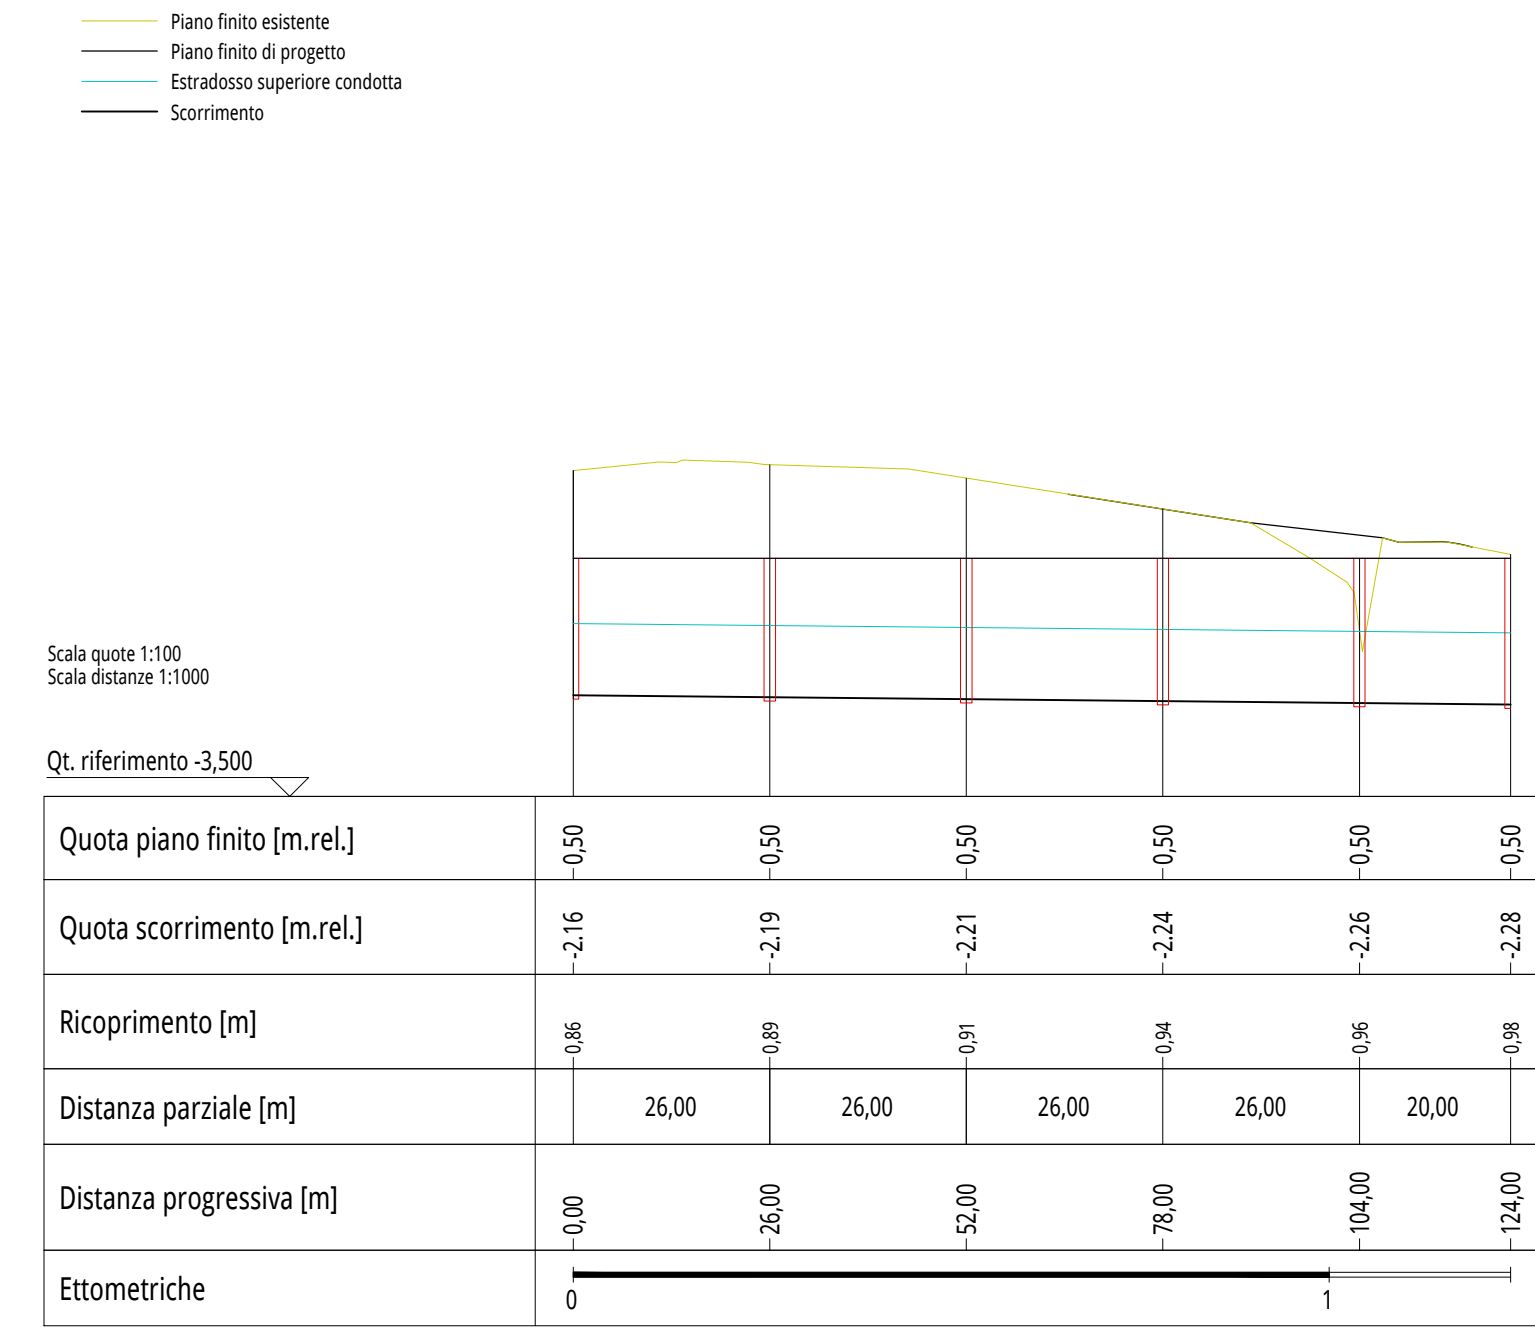 Piano finito esistente
Piano finito di progetto
Estradosso superiore condotta
Scorrimento
Scala quote 1:100
Scala distanze 1:1000
Qt. riferimento -3,500
Quota piano finito [m.rel.] 0,50 0,50 0,50 0,50 0,50 0,50
Quota scorrimento [m.rel.] -2.16 -2.19 -2.21 -2.24 -2.26 -2.28
Ricoprimento [m] 0,86 0,89 0,91 0,94 0,96 0,98
Distanza parziale [m] 26,00 26,00 26,00 26,00 20,00
Distanza progressiva [m] 0,00 26,00 52,00 78,00 104,00 124,00
Ettometriche 0 1